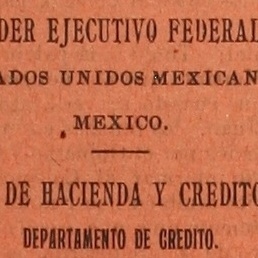 DER EJECUTIVO FEDERAL
ADOS UNIDOS MEXICAN
MEXICO.
DE HACIENDA Y CREDITO
DEPARTAMENTO DE CREDITO.